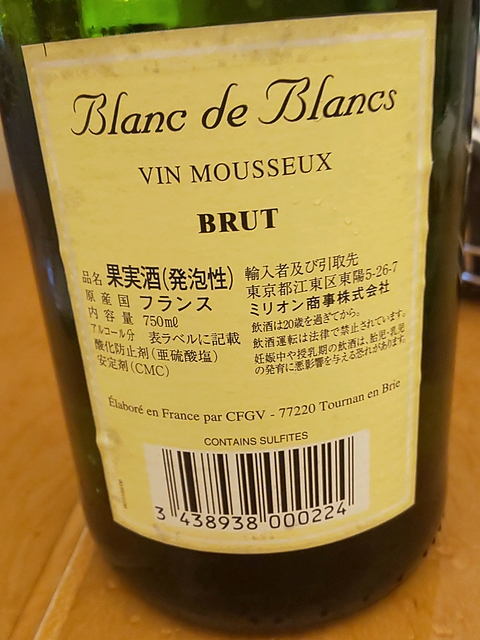 Blanc de Blancs
VIN MOUSSEUX
BRUT
品名 果実酒(発泡性)
原産国 フランス
内容量 750mℓ
アルコール分 表ラベルに記載
酸化防止剤(亜硫酸塩)
安定剤(CMC)
輸入者及び引取先
東京都江東区東陽5-26-7
ミリオン商事株式会社
飲酒は20歳を過ぎてから。
飲酒運転は法律で禁止されています。
妊娠中や授乳期の飲酒は、胎児・乳児
の発育に悪影響を与える恐れがあります。
Élaboré en France par CFGV - 77220 Tournan en Brie
CONTAINS SULFITES
3 438938 000224